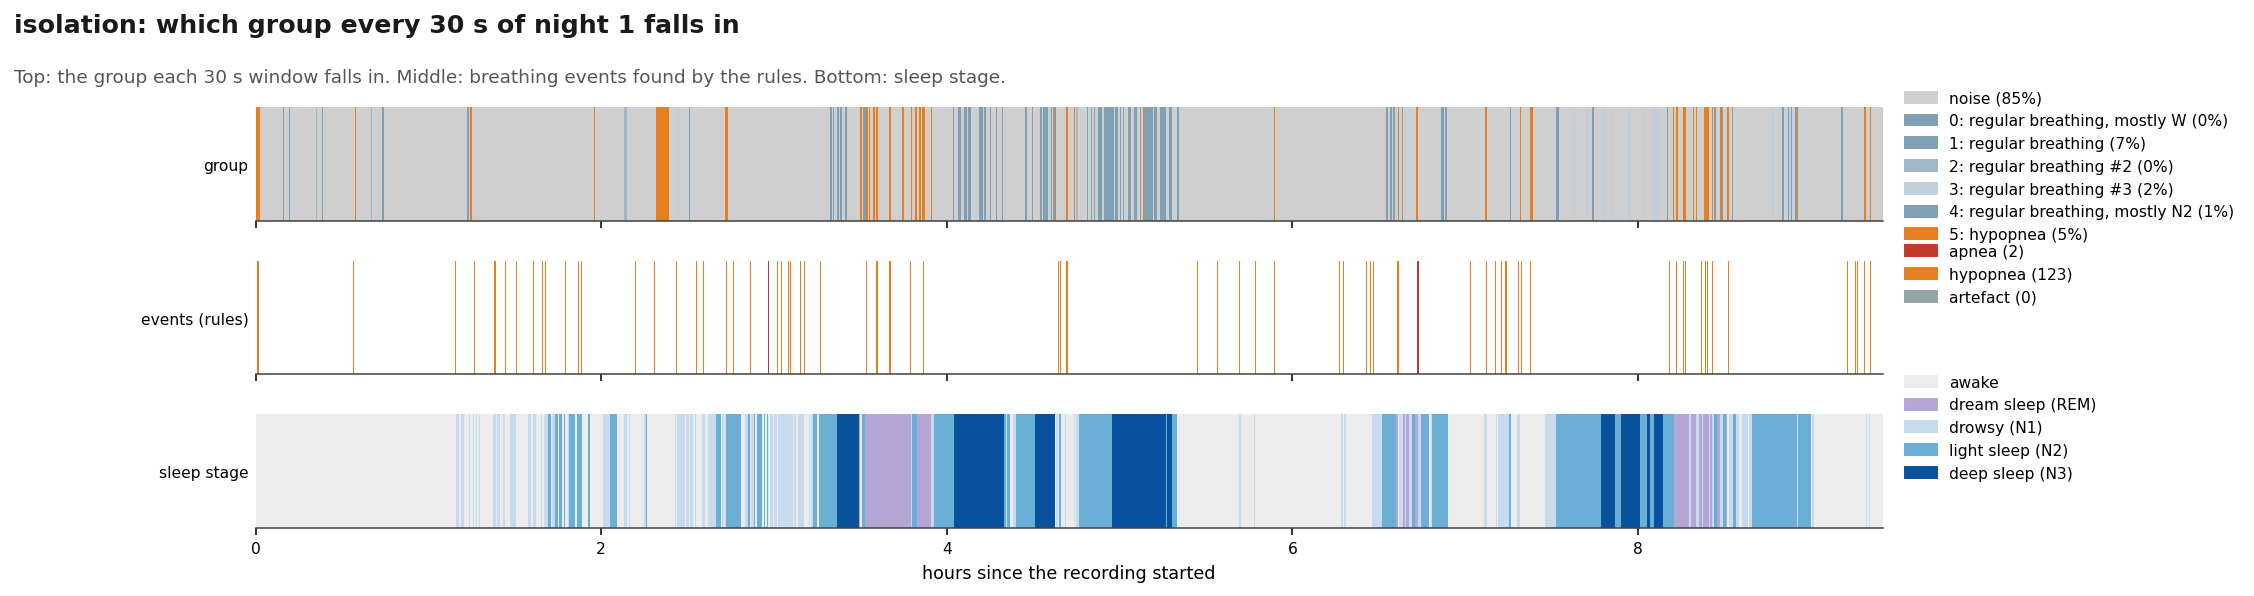 isolation: which group every 30 s of night 1 falls in
Top: the group each 30 s window falls in. Middle: breathing events found by the rules. Bottom: sleep stage.
group
noise (85%)
0: regular breathing, mostly W (0%)
1: regular breathing (7%)
2: regular breathing #2 (0%)
3: regular breathing #3 (2%)
4: regular breathing, mostly N2 (1%)
5: hypopnea (5%)
events (rules)
apnea (2)
hypopnea (123)
artefact (0)
sleep stage
awake
dream sleep (REM)
drowsy (N1)
light sleep (N2)
deep sleep (N3)
0 2 4 6 8
hours since the recording started